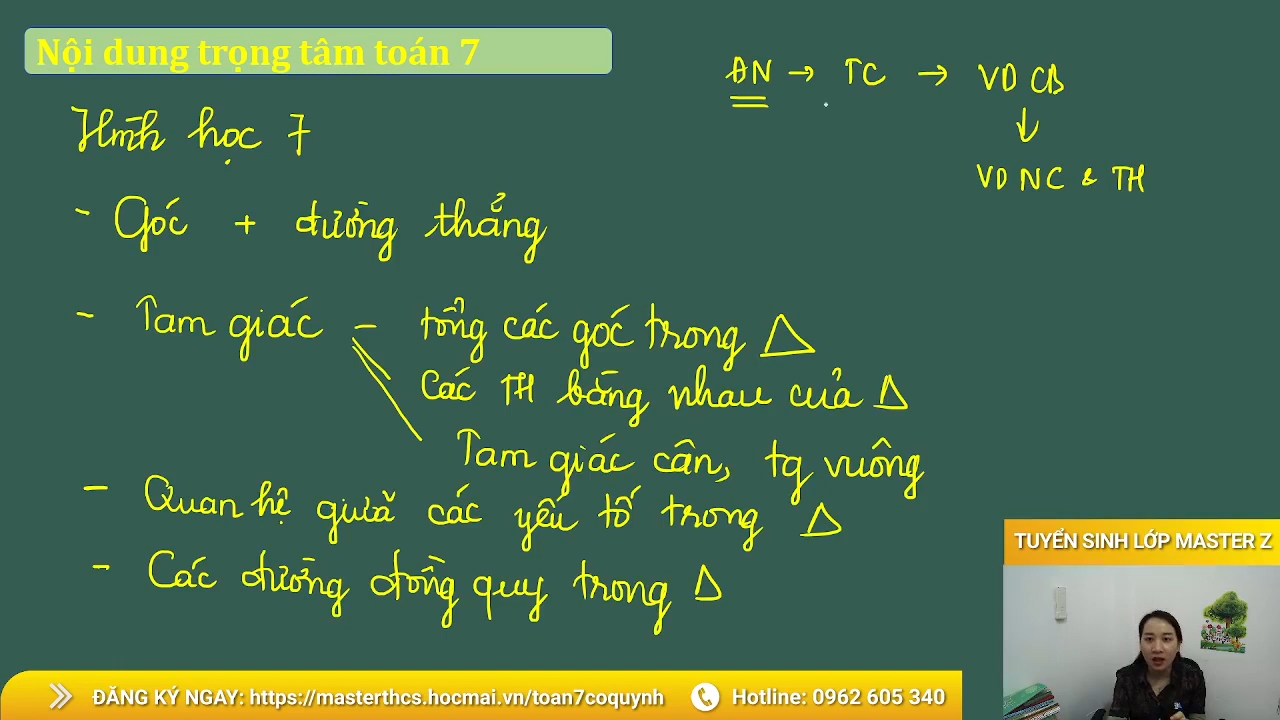 Nội dung trọng tâm toán 7
ĐN → TC → VD CB
↓
VD NC & TH
Hình học 7
- Góc + đường thẳng
- Tam giác - tổng các góc trong Δ
Các TH bằng nhau của Δ
Tam giác cân, tg vuông
- Quan hệ giữa các yếu tố trong Δ
- Các đường đồng quy trong Δ
TUYỂN SINH LỚP MASTER Z
ĐĂNG KÝ NGAY: https://masterthcs.hocmai.vn/toan7coquynh
Hotline: 0962 605 340